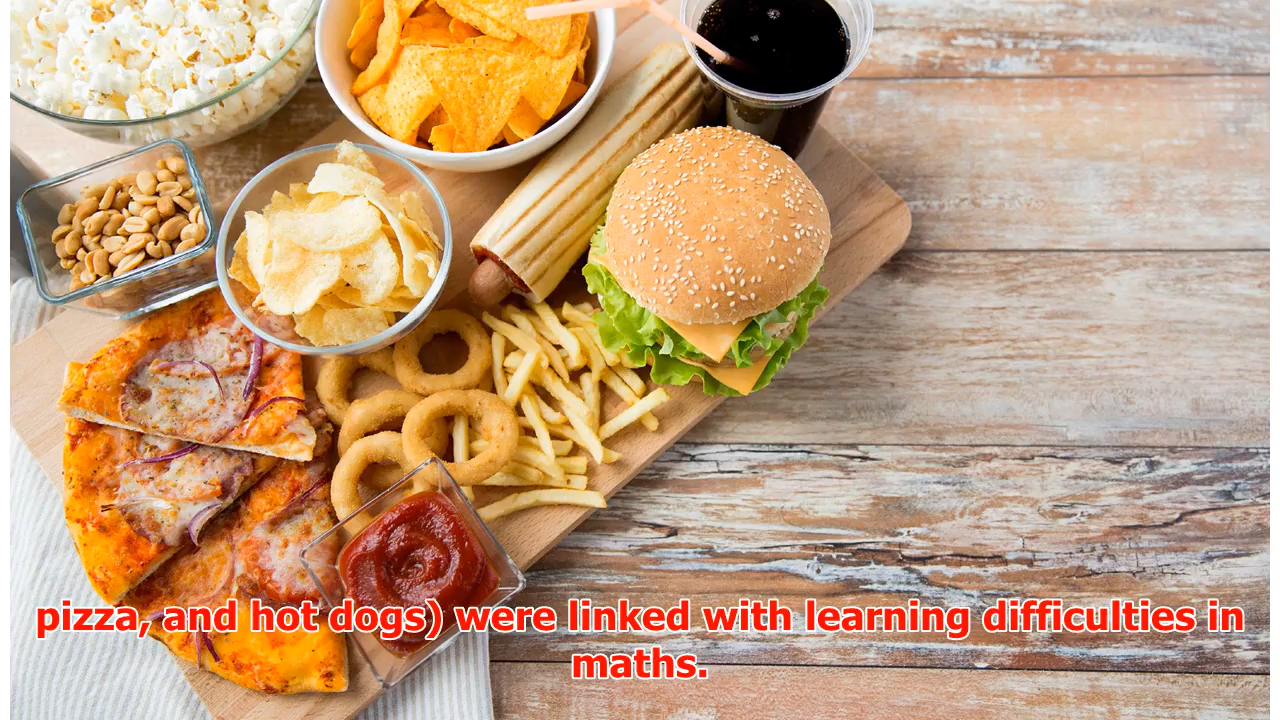 pizza, and hot dogs) were linked with learning difficulties in
maths.